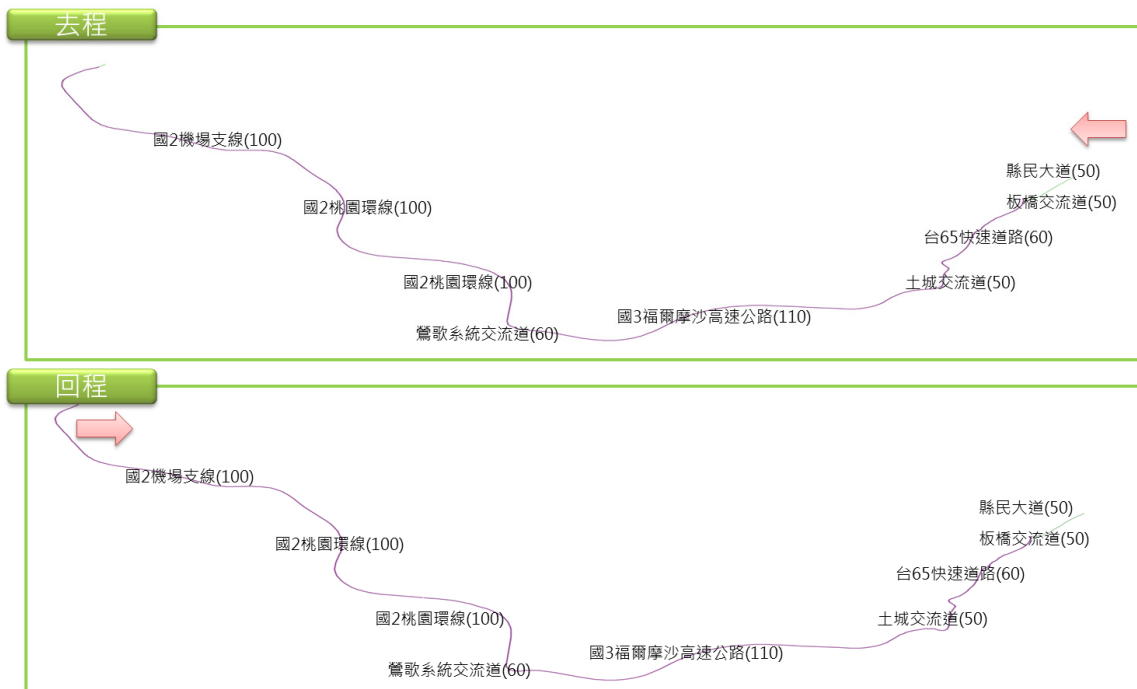 去程
國2機場支線(100)
縣民大道(50)
板橋交流道(50)
國2桃園環線(100)
台65快速道路(60)
國2桃園環線(100)
土城交流道(50)
國3福爾摩沙高速公路(110)
鶯歌系統交流道(60)
回程
國2機場支線(100)
縣民大道(50)
板橋交流道(50)
國2桃園環線(100)
台65快速道路(60)
國2桃園環線(100)
土城交流道(50)
國3福爾摩沙高速公路(110)
鶯歌系統交流道(60)